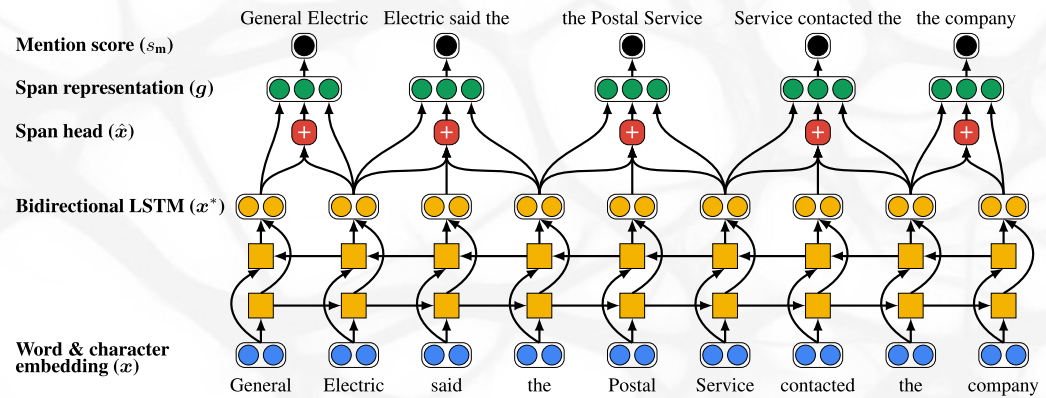 General Electric Electric said the the Postal Service Service contacted the the company
Mention score (s_m)
Span representation (g)
+ + + + +
Span head (x̂)
Bidirectional LSTM (x*)
Word & character
embedding (x)
General Electric said the Postal Service contacted the company